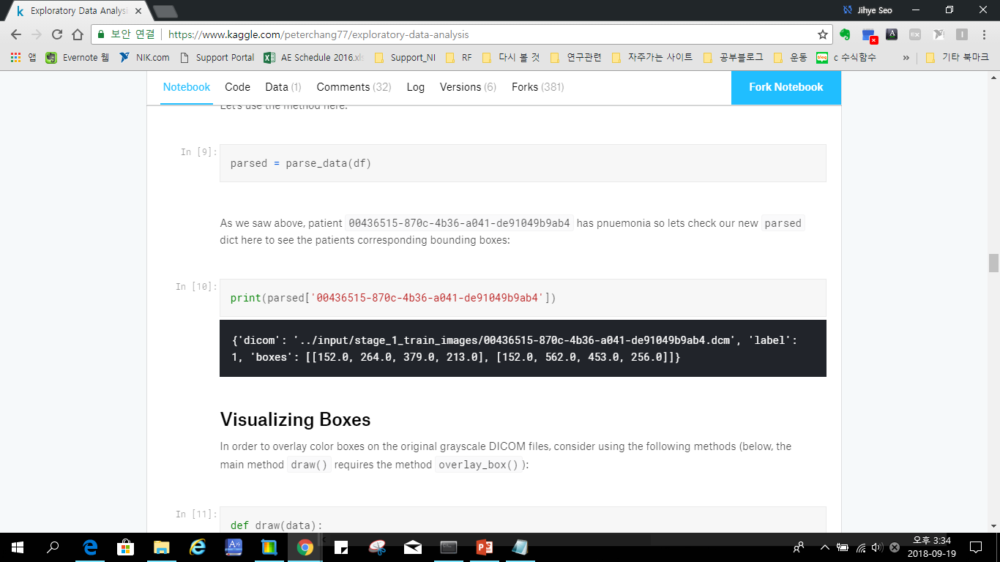 Exploratory Data Analysi
Jihye Seo
보안 연결 | https://www.kaggle.com/peterchang77/exploratory-data-analysis
앱 Evernote 웹 NIK.com Support Portal AE Schedule 2016.xls Support_NI RF 다시 볼 것 연구관련 자주가는 사이트 공부블로그 운동 c 수식함수 » 기타 북마크
Notebook Code Data (1) Comments (32) Log Versions (6) Forks (381) Fork Notebook
Let's use the method here:
In [9]:
parsed = parse_data(df)
As we saw above, patient 00436515-870c-4b36-a041-de91049b9ab4 has pnuemonia so lets check our new parsed
dict here to see the patients corresponding bounding boxes:
In [10]:
print(parsed['00436515-870c-4b36-a041-de91049b9ab4'])
{'dicom': '../input/stage_1_train_images/00436515-870c-4b36-a041-de91049b9ab4.dcm', 'label':
1, 'boxes': [[152.0, 264.0, 379.0, 213.0], [152.0, 562.0, 453.0, 256.0]]}
Visualizing Boxes
In order to overlay color boxes on the original grayscale DICOM files, consider using the following methods (below, the
main method draw() requires the method overlay_box()):
In [11]:
def draw(data):
오후 3:34
2018-09-19